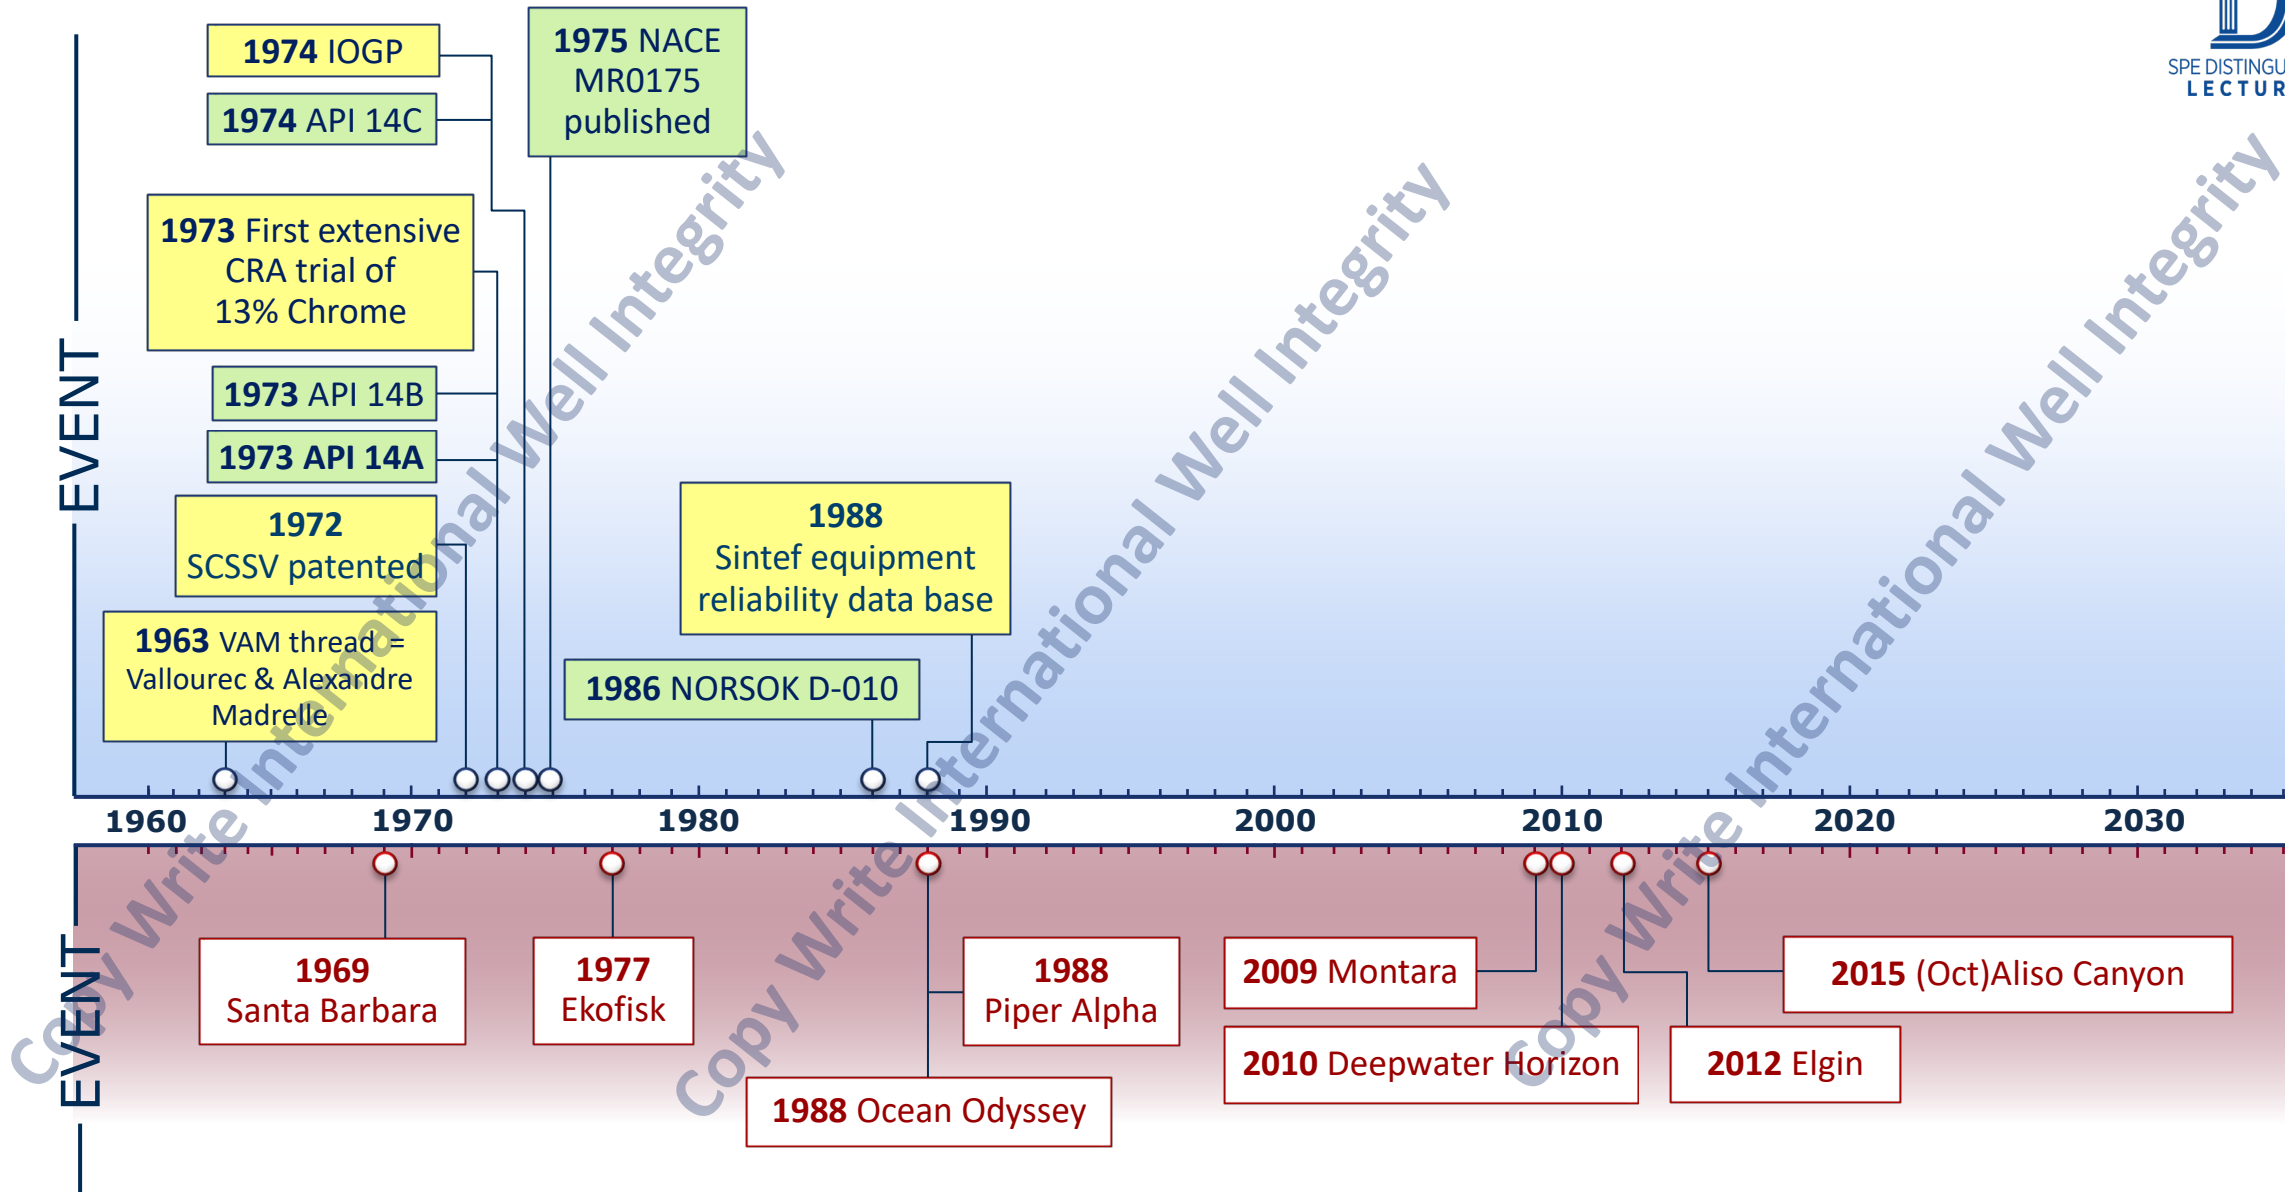 SPE DISTINGU
LECTUR
EVENT
1974 IOGP
1974 API 14C
1975 NACE
MR0175
published
1973 First extensive
CRA trial of
13% Chrome
1973 API 14B
1973 API 14A
1972
SCSSV patented
1963 VAM thread =
Vallourec & Alexandre
Madrelle
1988
Sintef equipment
reliability data base
1986 NORSOK D-010
1960 1970 1980 1990 2000 2010 2020 2030
EVENT
1969
Santa Barbara
1977
Ekofisk
1988
Piper Alpha
1988 Ocean Odyssey
2009 Montara
2010 Deepwater Horizon
2012 Elgin
2015 (Oct)Aliso Canyon
Copy Write International Well Integrity
Copy Write International Well Integrity
Copy Write International Well Integrity